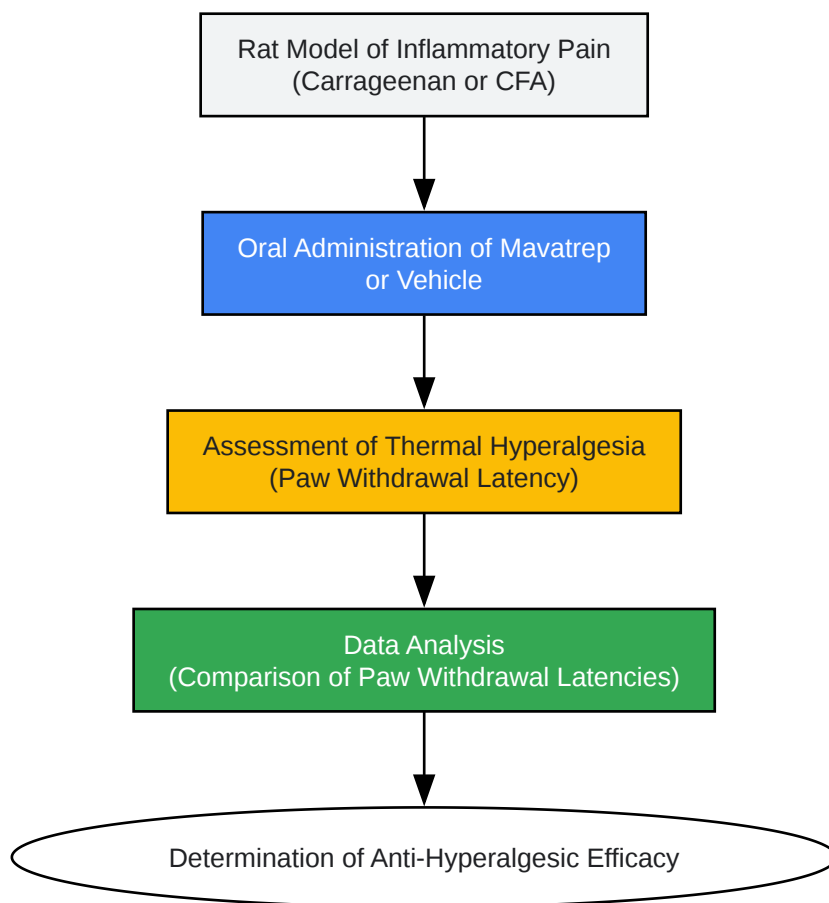 Rat Model of Inflammatory Pain
(Carrageenan or CFA)
Oral Administration of Mavatrep
or Vehicle
Assessment of Thermal Hyperalgesia
(Paw Withdrawal Latency)
Data Analysis
(Comparison of Paw Withdrawal Latencies)
Determination of Anti-Hyperalgesic Efficacy